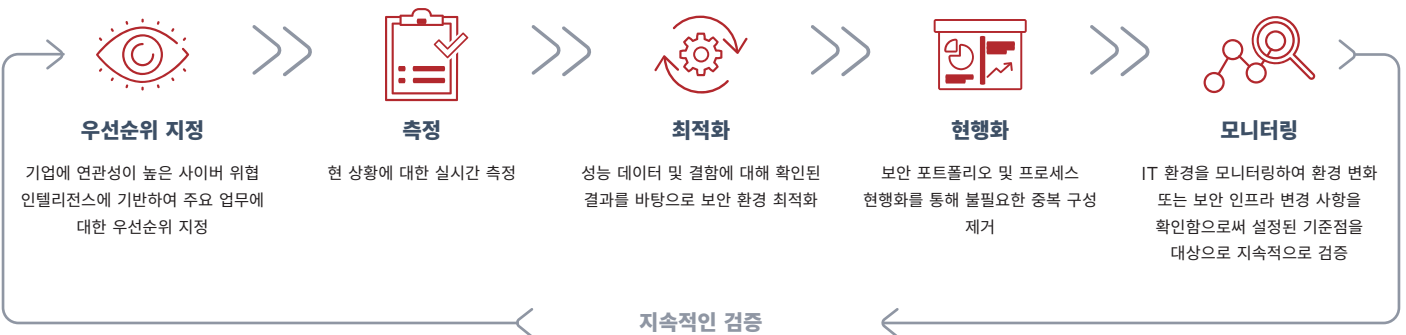 우선순위 지정
기업에 연관성이 높은 사이버 위협
인텔리전스에 기반하여 주요 업무에
대한 우선순위 지정
측정
현 상황에 대한 실시간 측정
최적화
성능 데이터 및 결함에 대해 확인된
결과를 바탕으로 보안 환경 최적화
현행화
보안 포트폴리오 및 프로세스
현행화를 통해 불필요한 중복 구성
제거
모니터링
IT 환경을 모니터링하여 환경 변화
또는 보안 인프라 변경 사항을
확인함으로써 설정된 기준점을
대상으로 지속적으로 검증
지속적인 검증